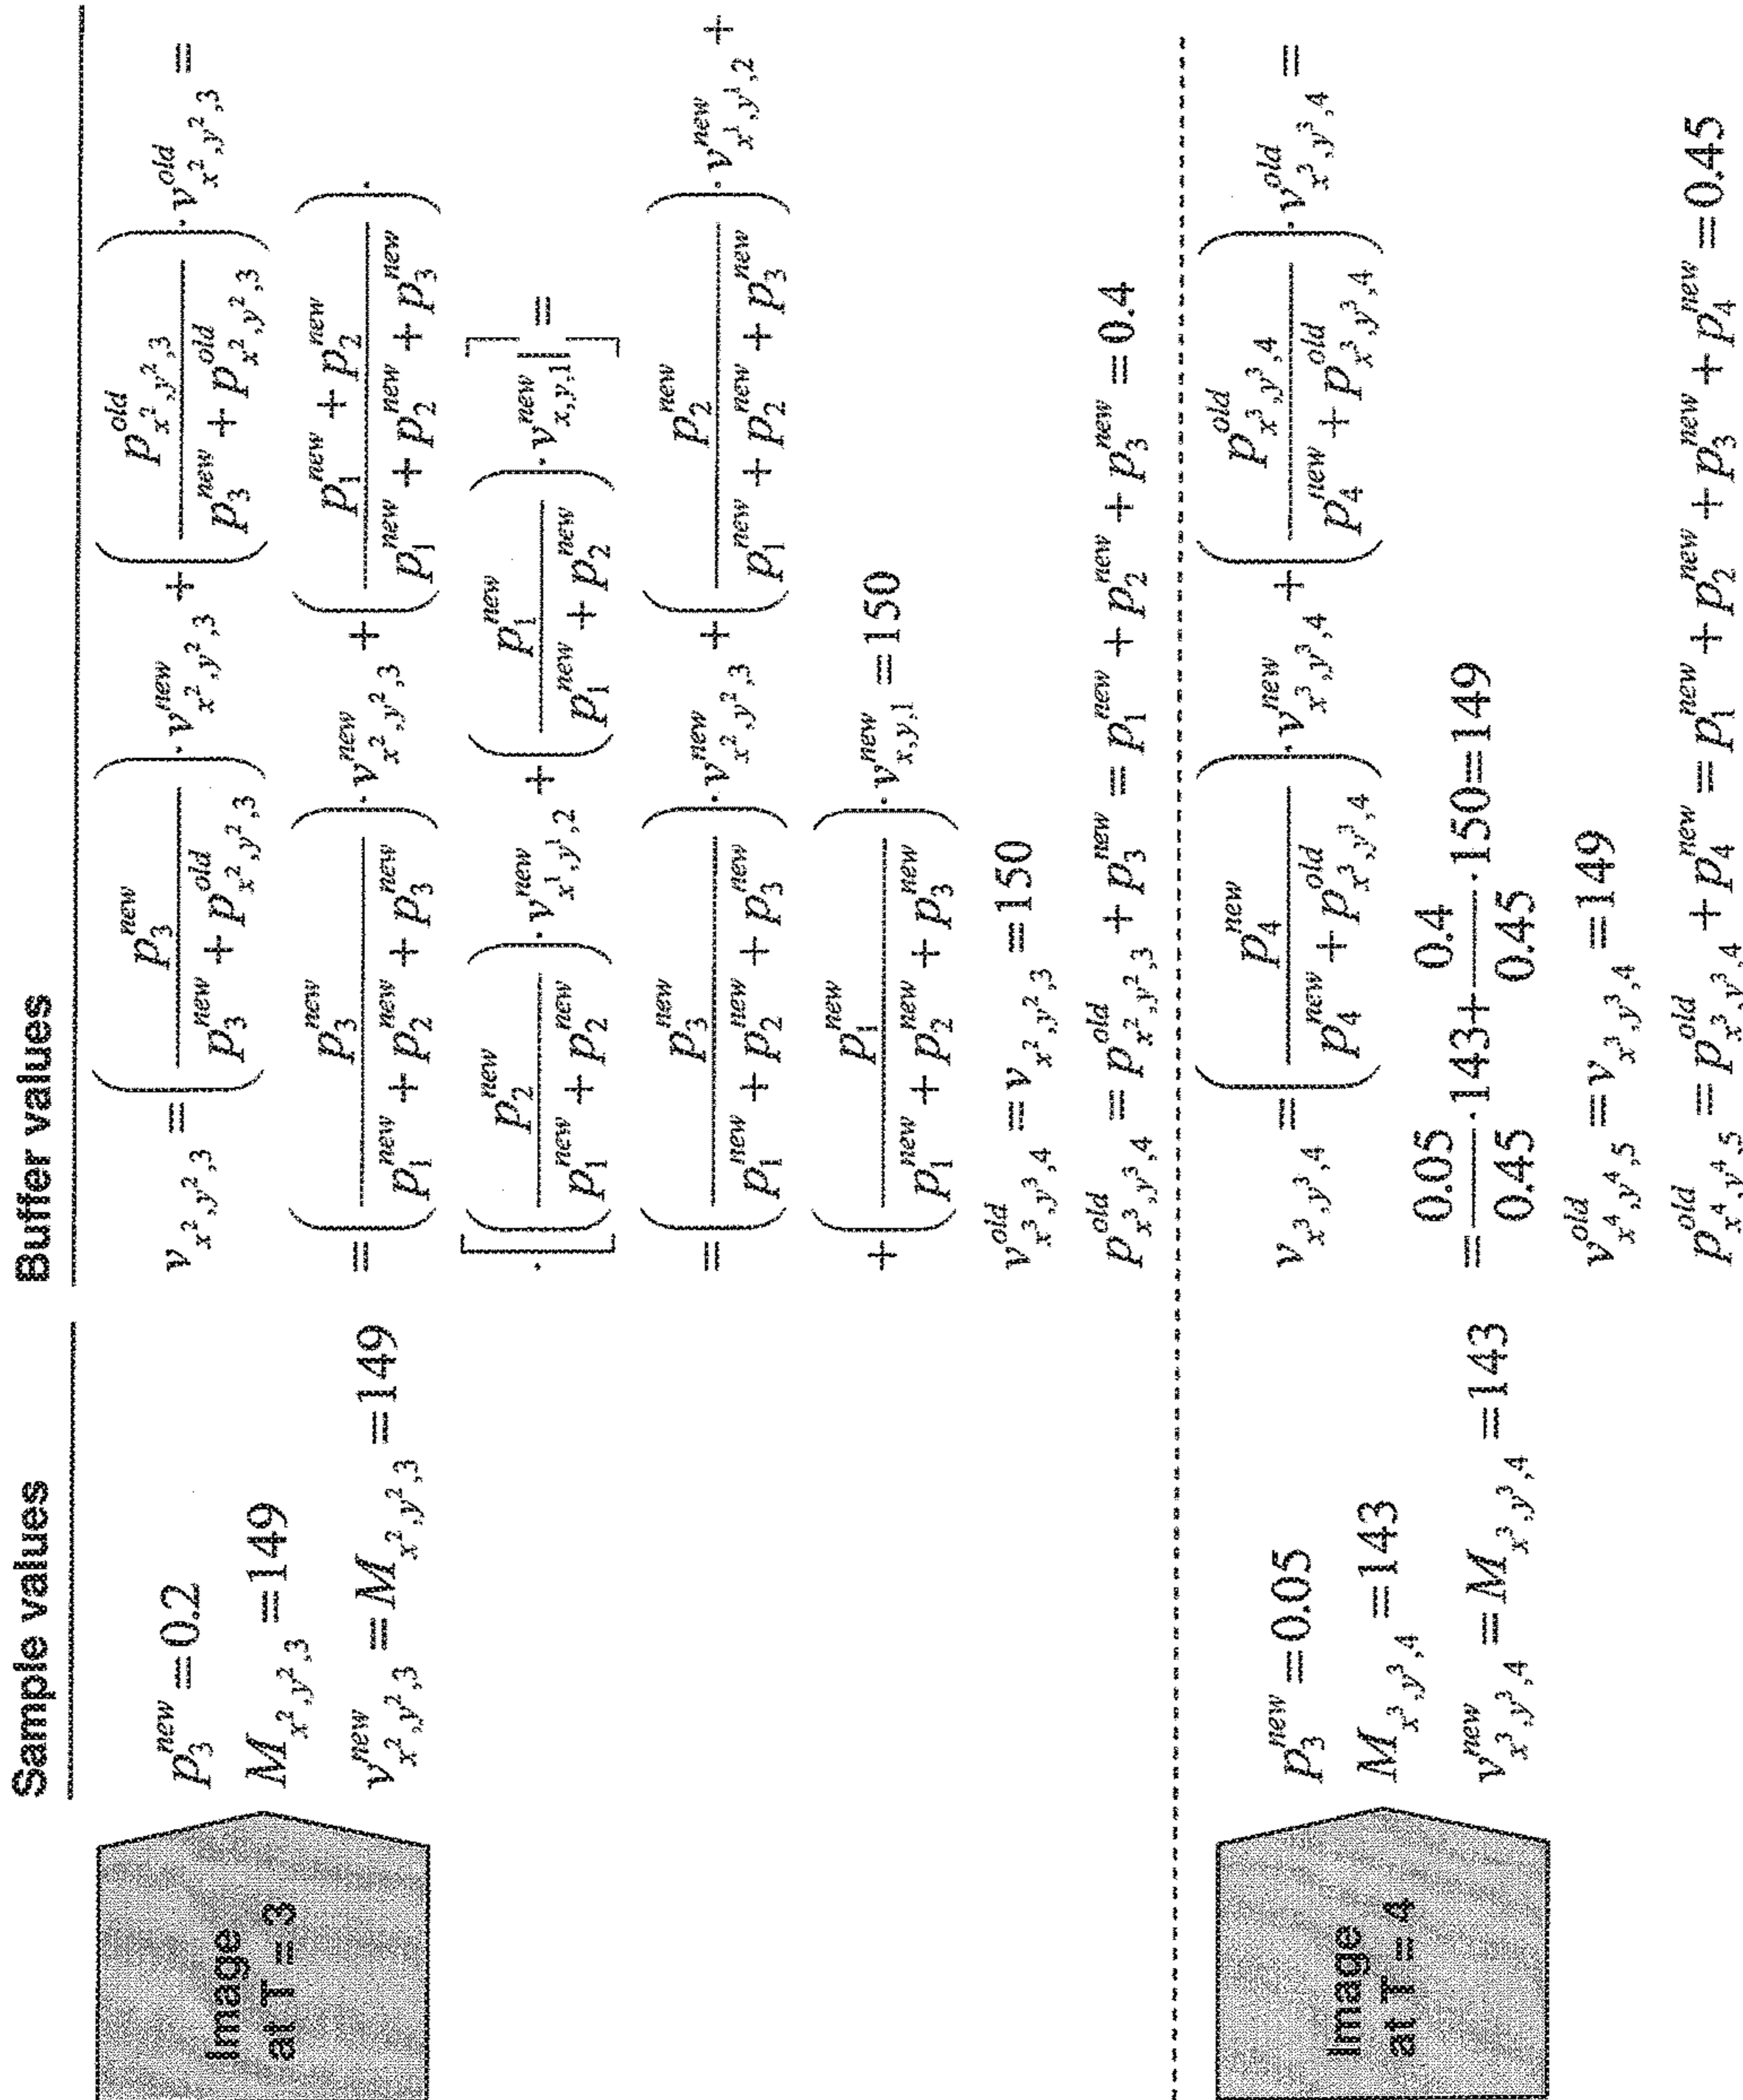 Sample values
Buffer values
Image
at T = 3
p_3^{new} = 0.2
M_{x^2,y^2,3} = 149
v_{x^2,y^2,3}^{new} = M_{x^2,y^2,3} = 149
v_{x^2,y^2,3} = ( p_3^{new} / (p_3^{new} + p_{x^2,y^2,3}^{old}) ) · v_{x^2,y^2,3}^{new} + ( p_{x^2,y^2,3}^{old} / (p_3^{new} + p_{x^2,y^2,3}^{old}) ) · v_{x^2,y^2,3}^{old} =
= ( p_3^{new} / (p_1^{new} + p_2^{new} + p_3^{new}) ) · v_{x^2,y^2,3}^{new} + ( (p_1^{new} + p_2^{new}) / (p_1^{new} + p_2^{new} + p_3^{new}) ) ·
· [ ( p_2^{new} / (p_1^{new} + p_2^{new}) ) · v_{x^1,y^1,2}^{new} + ( p_1^{new} / (p_1^{new} + p_2^{new}) ) · v_{x,y,1}^{new} ] =
= ( p_3^{new} / (p_1^{new} + p_2^{new} + p_3^{new}) ) · v_{x^2,y^2,3}^{new} + ( p_2^{new} / (p_1^{new} + p_2^{new} + p_3^{new}) ) · v_{x^1,y^1,2}^{new} +
+ ( p_1^{new} / (p_1^{new} + p_2^{new} + p_3^{new}) ) · v_{x,y,1}^{new} = 150
v_{x^3,y^3,4}^{old} = v_{x^2,y^2,3} = 150
p_{x^3,y^3,4}^{old} = p_{x^2,y^2,3}^{old} + p_3^{new} = p_1^{new} + p_2^{new} + p_3^{new} = 0.4
Image
at T = 4
p_3^{new} = 0.05
M_{x^3,y^3,4} = 143
v_{x^3,y^3,4}^{new} = M_{x^3,y^3,4} = 143
v_{x^3,y^3,4} = ( p_4^{new} / (p_4^{new} + p_{x^3,y^3,4}^{old}) ) · v_{x^3,y^3,4}^{new} + ( p_{x^3,y^3,4}^{old} / (p_4^{new} + p_{x^3,y^3,4}^{old}) ) · v_{x^3,y^3,4}^{old} =
= 0.05/0.45 · 143 + 0.4/0.45 · 150 = 149
v_{x^4,y^4,5}^{old} = v_{x^3,y^3,4} = 149
p_{x^4,y^4,5}^{old} = p_{x^3,y^3,4}^{old} + p_4^{new} = p_1^{new} + p_2^{new} + p_3^{new} + p_4^{new} = 0.45